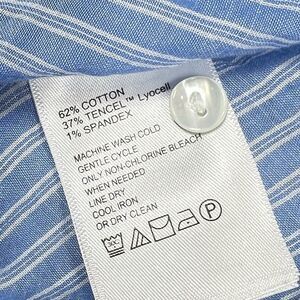 62% COTTON
37% TENCEL™ Lyocell
1% SPANDEX
MACHINE WASH COLD
GENTLE CYCLE
ONLY NON-CHLORINE BLEACH
WHEN NEEDED
LINE DRY
COOL IRON
OR DRY CLEAN
P